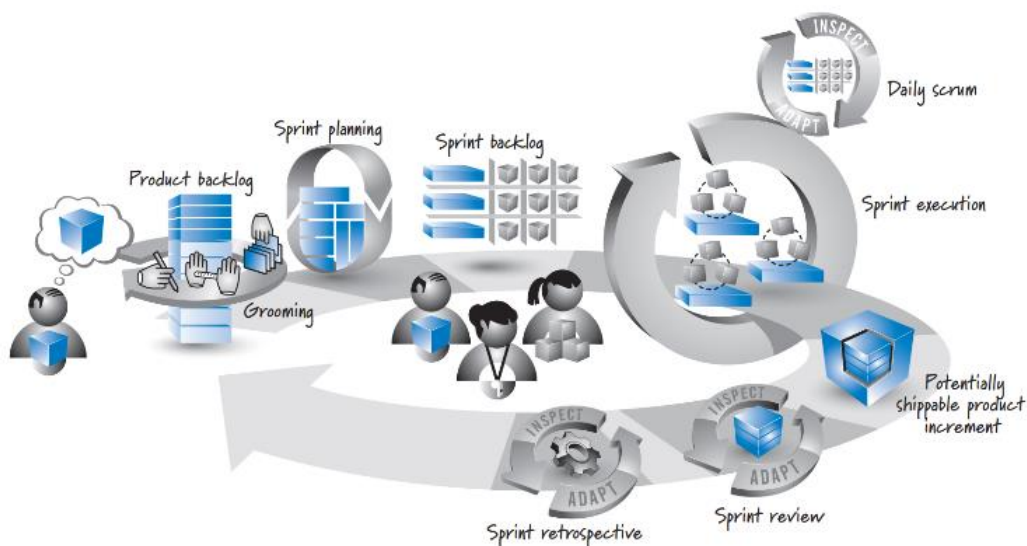 INSPECT
ADAPT
Daily scrum
Sprint planning
Sprint backlog
Product backlog
Sprint execution
Grooming
Potentially
shippable product
increment
INSPECT
ADAPT
Sprint review
INSPECT
ADAPT
Sprint retrospective